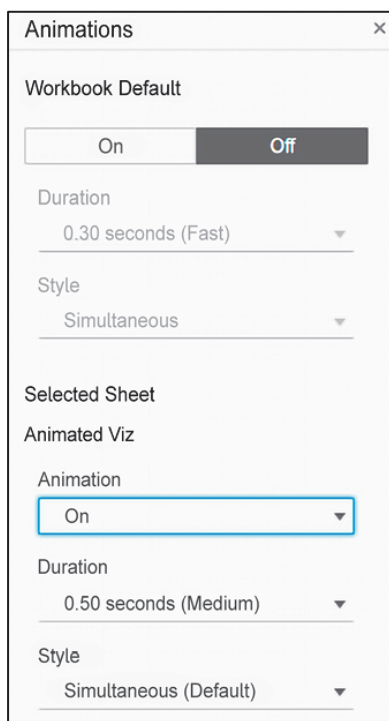 Animations ×
Workbook Default
On Off
Duration
0.30 seconds (Fast)
Style
Simultaneous
Selected Sheet
Animated Viz
Animation
On
Duration
0.50 seconds (Medium)
Style
Simultaneous (Default)